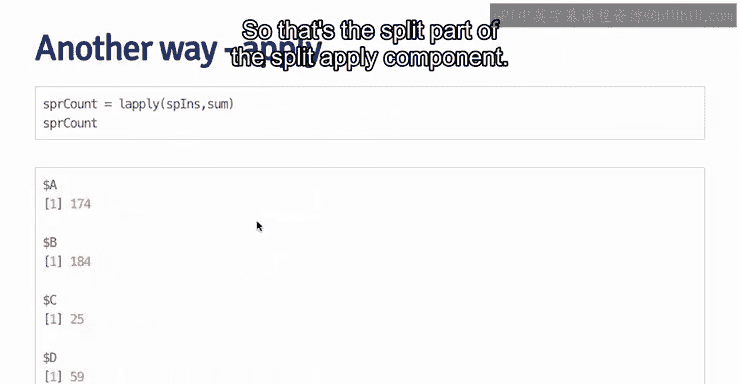 So that's the split part of
the split apply component.
Another way - apply
sprCount = lapply(spIns,sum)
sprCount
$A
[1] 174
$B
[1] 184
$C
[1] 25
$D
[1] 59